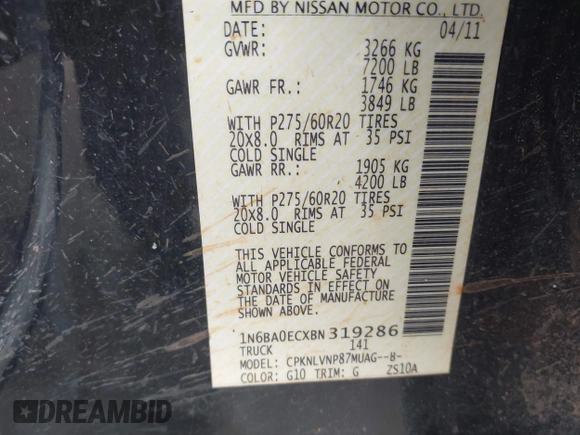 MFD BY NISSAN MOTOR CO., LTD.
DATE: 04/11
GVWR: 3266 KG
7200 LB
GAWR FR.: 1746 KG
3849 LB
WITH P275/60R20 TIRES
20X8.0 RIMS AT 35 PSI
COLD SINGLE
GAWR RR.: 1905 KG
4200 LB
WITH P275/60R20 TIRES
20X8.0 RIMS AT 35 PSI
COLD SINGLE
THIS VEHICLE CONFORMS TO
ALL APPLICABLE FEDERAL
MOTOR VEHICLE SAFETY
STANDARDS IN EFFECT ON
THE DATE OF MANUFACTURE
SHOWN ABOVE.
1N6BA0ECXBN319286
TRUCK 141
MODEL: CPKNLVNP87MUAG--B-
COLOR: G10 TRIM: G ZS10A
DREAMBID
.COM